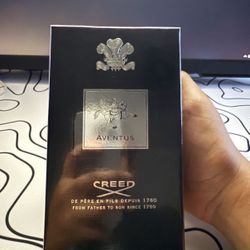 AVENTUS
CREED
DE PÈRE EN FILS DEPUIS 1760
FROM FATHER TO SON SINCE 1760